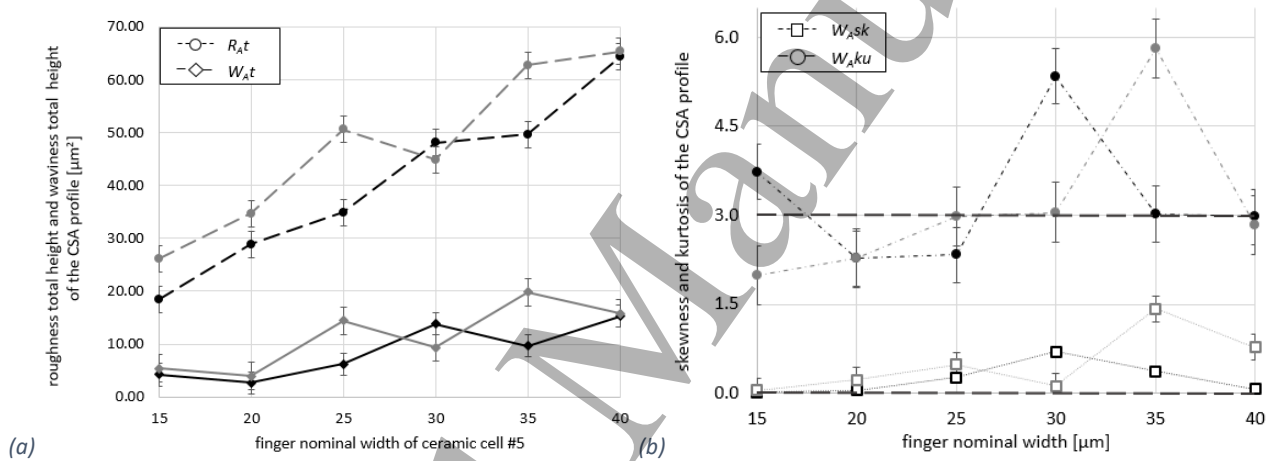 roughness total height and waviness total height
of the CSA profile [µm²]
70.00
60.00
50.00
40.00
30.00
20.00
10.00
0.00
R_At
W_At
15 20 25 30 35 40
finger nominal width of ceramic cell #5
(a)
skewness and kurtosis of the CSA profile
6.0
4.5
3.0
1.5
0.0
W_Ask
W_Aku
15 20 25 30 35 40
finger nominal width [µm]
(b)